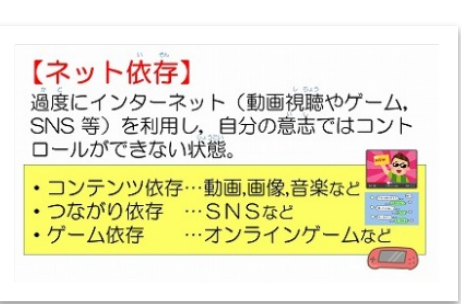 【ネット依存】
過度にインターネット（動画視聴やゲーム，
SNS 等）を利用し，自分の意志ではコント
ロールができない状態。
・コンテンツ依存…動画,画像,音楽など
・つながり依存　…ＳＮＳなど
・ゲーム依存　　…オンラインゲームなど